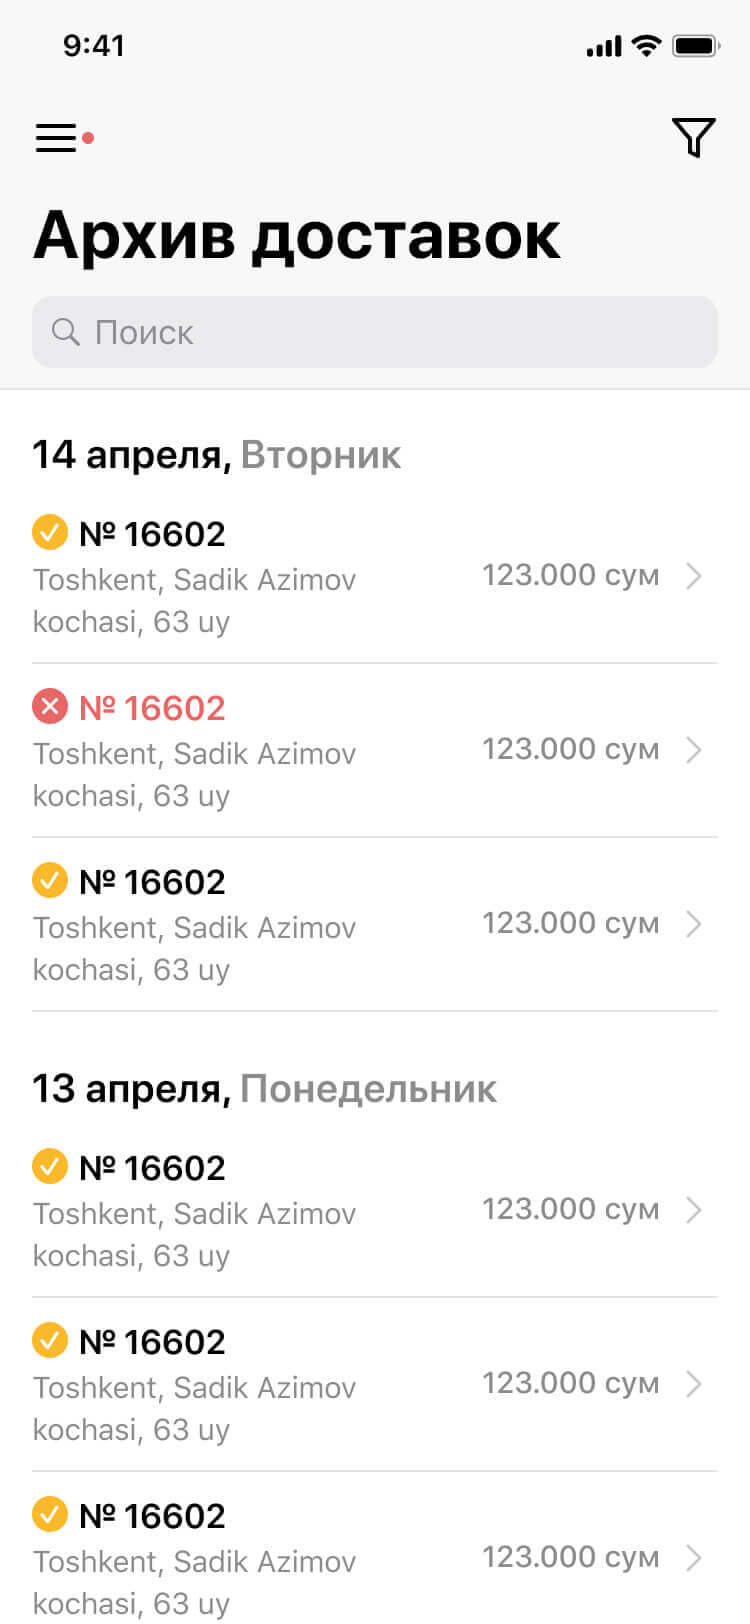 9:41
Архив доставок
Поиск
14 апреля, Вторник
№ 16602
Toshkent, Sadik Azimov
kochasi, 63 uy
123.000 сум
№ 16602
Toshkent, Sadik Azimov
kochasi, 63 uy
123.000 сум
№ 16602
Toshkent, Sadik Azimov
kochasi, 63 uy
123.000 сум
13 апреля, Понедельник
№ 16602
Toshkent, Sadik Azimov
kochasi, 63 uy
123.000 сум
№ 16602
Toshkent, Sadik Azimov
kochasi, 63 uy
123.000 сум
№ 16602
Toshkent, Sadik Azimov
kochasi, 63 uy
123.000 сум